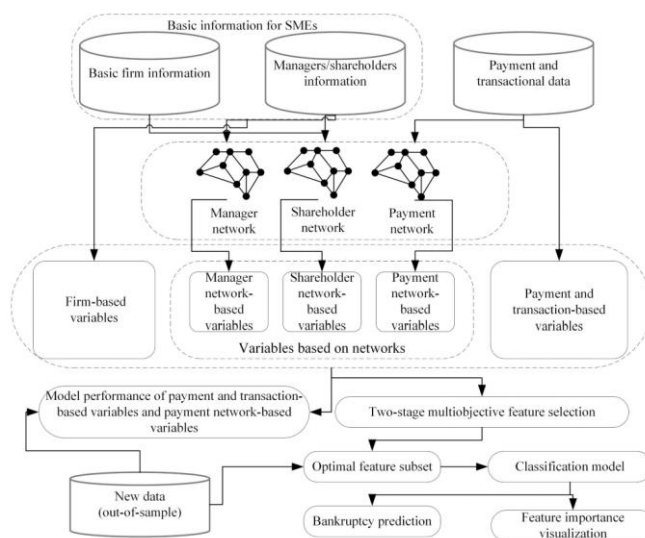 Basic information for SMEs
Basic firm information
Managers/shareholders
information
Payment and
transactional data
Manager
network
Shareholder
network
Payment
network
Firm-based
variables
Manager
network-
based
variables
Shareholder
network-
based
variables
Payment
network-
based
variables
Payment and
transaction-based
variables
Variables based on networks
Model performance of payment and transaction-
based variables and payment network-based
variables
Two-stage multiobjective feature selection
Optimal feature subset
Classification model
New data
(out-of-sample)
Bankruptcy prediction
Feature importance
visualization